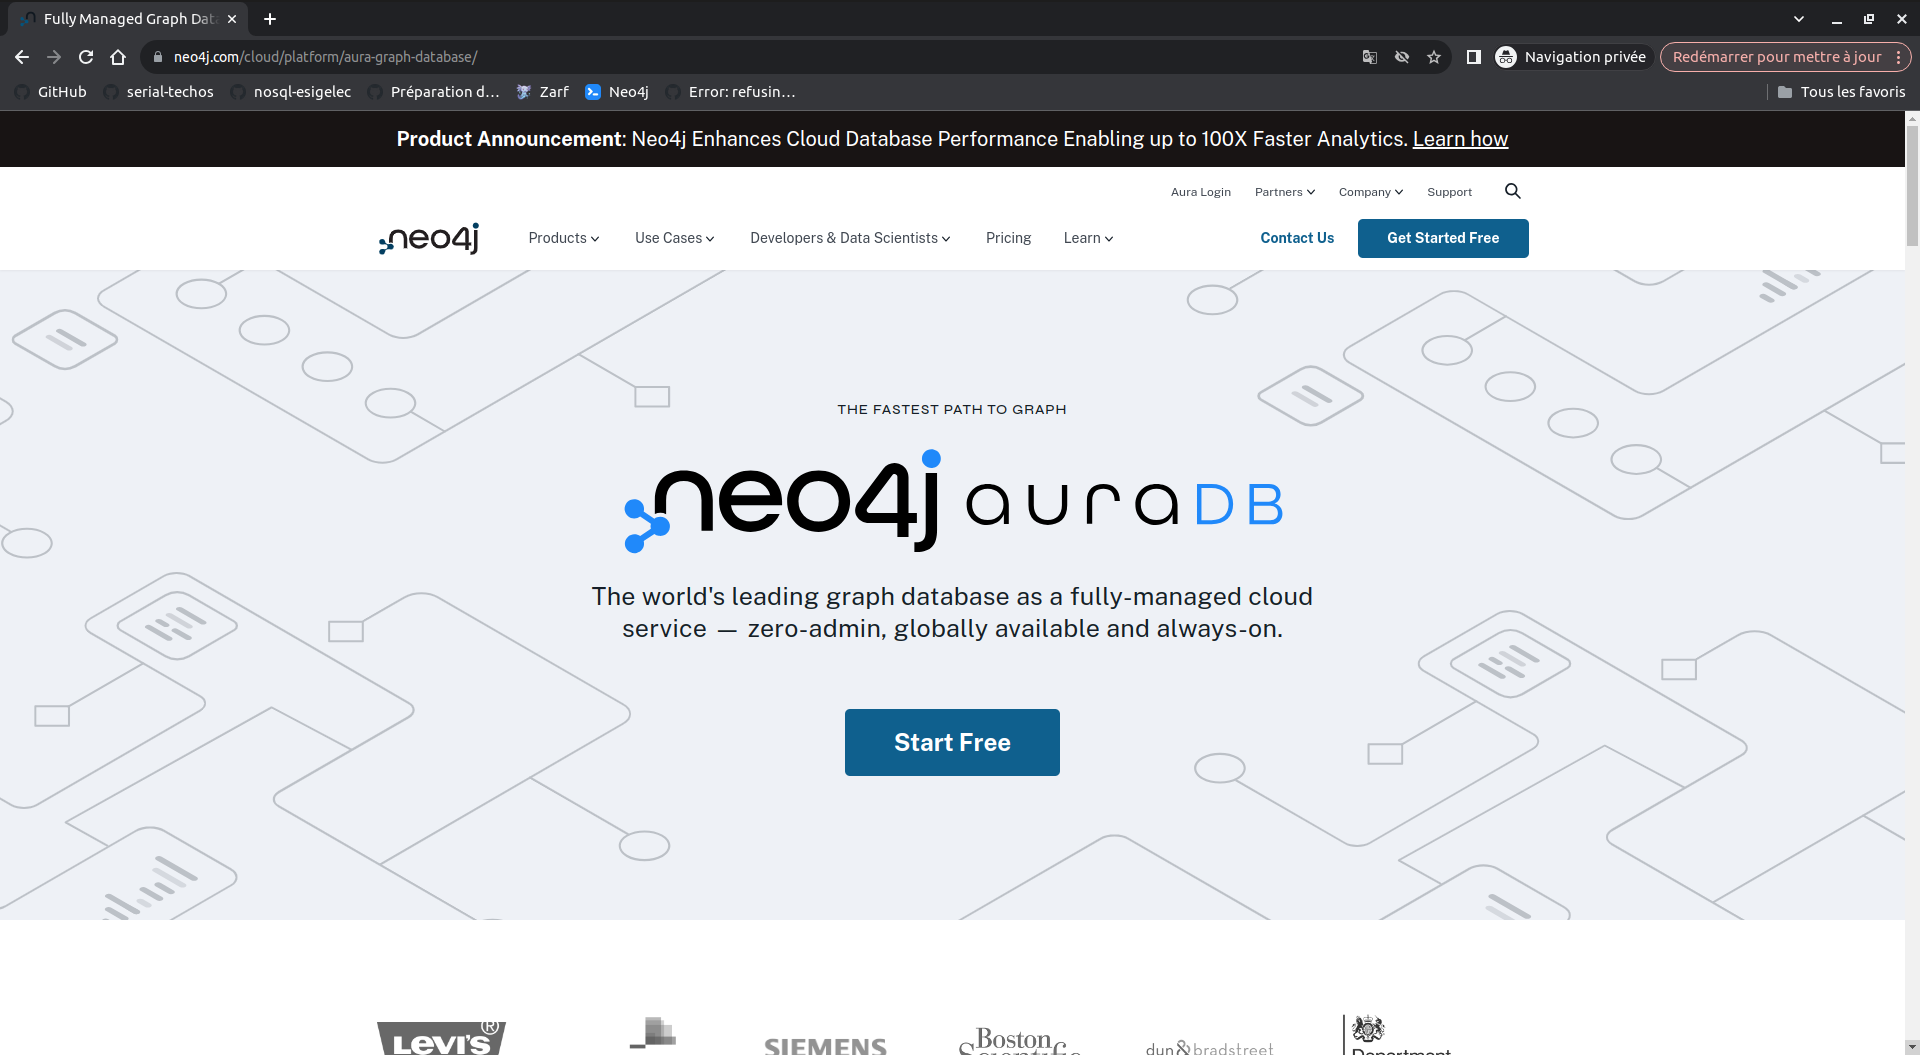 Fully Managed Graph Dat
neo4j.com/cloud/platform/aura-graph-database/
Navigation privée
Redémarrer pour mettre à jour
GitHub
serial-techos
nosql-esigelec
Préparation d...
Zarf
Neo4j
Error: refusin...
Tous les favoris
Product Announcement: Neo4j Enhances Cloud Database Performance Enabling up to 100X Faster Analytics. Learn how
Aura Login
Partners
Company
Support
neo4j
Products
Use Cases
Developers & Data Scientists
Pricing
Learn
Contact Us
Get Started Free
THE FASTEST PATH TO GRAPH
neo4j auraDB
The world's leading graph database as a fully-managed cloud
service — zero-admin, globally available and always-on.
Start Free
LEVI'S®
SIEMENS
Boston
Scientific
dun & bradstreet
Department